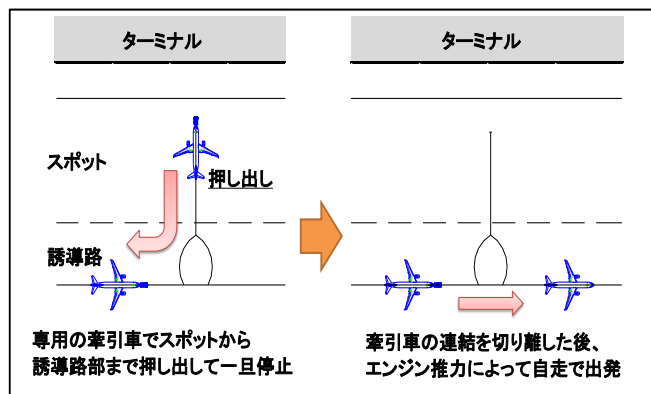 ターミナル
スポット
押し出し
誘導路
専用の牽引車でスポットから
誘導路部まで押し出して一旦停止
ターミナル
牽引車の連結を切り離した後、
エンジン推力によって自走で出発